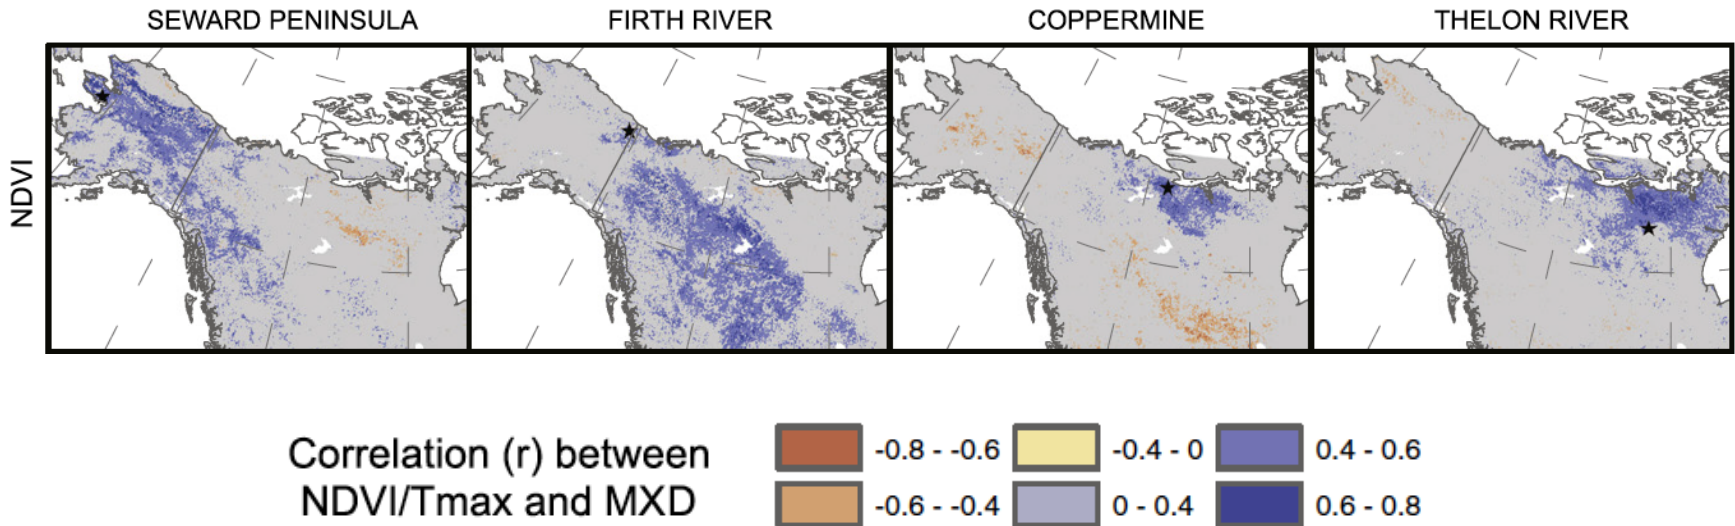 SEWARD PENINSULA
FIRTH RIVER
COPPERMINE
THELON RIVER
NDVI
Correlation (r) between
NDVI/Tmax and MXD
-0.8 - -0.6
-0.4 - 0
0.4 - 0.6
-0.6 - -0.4
0 - 0.4
0.6 - 0.8